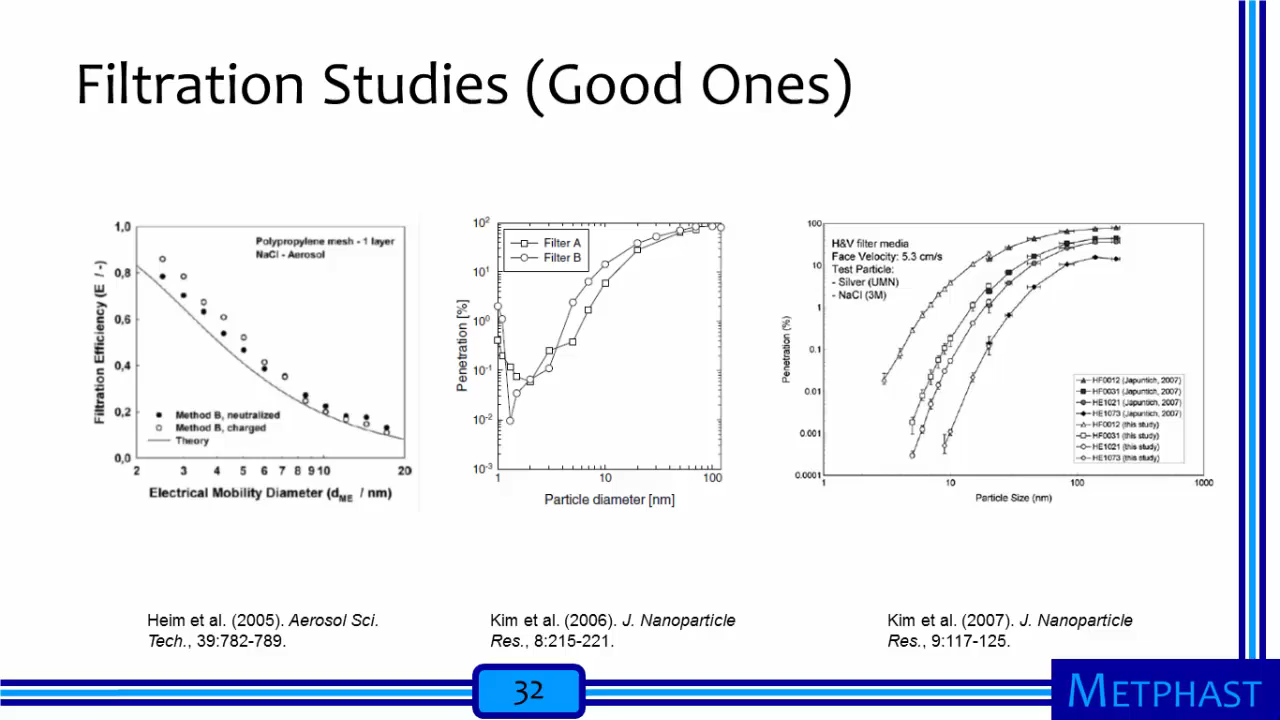 Filtration Studies (Good Ones)
1,0
0,8
0,6
0,4
0,2
0,0
Filtration Efficiency (E / -)
Polypropylene mesh - 1 layer
NaCl - Aerosol
Method B, neutralized
Method B, charged
Theory
2 3 4 5 6 7 8 9 10 20
Electrical Mobility Diameter (dME / nm)
10²
10¹
10⁰
10⁻¹
10⁻²
10⁻³
Penetration [%]
Filter A
Filter B
1 10 100
Particle diameter [nm]
100
10
1
0.1
0.01
0.001
0.0001
Penetration (%)
H&V filter media
Face Velocity: 5.3 cm/s
Test Particle:
- Silver (UMN)
- NaCl (3M)
HF0012 (Japuntich, 2007)
HF0031 (Japuntich, 2007)
HE1021 (Japuntich, 2007)
HE1073 (Japuntich, 2007)
HF0012 (this study)
HF0031 (this study)
HE1021 (this study)
HE1073 (this study)
1 10 100 1000
Particle Size (nm)
Heim et al. (2005). Aerosol Sci.
Tech., 39:782-789.
Kim et al. (2006). J. Nanoparticle
Res., 8:215-221.
Kim et al. (2007). J. Nanoparticle
Res., 9:117-125.
32
METPHAST